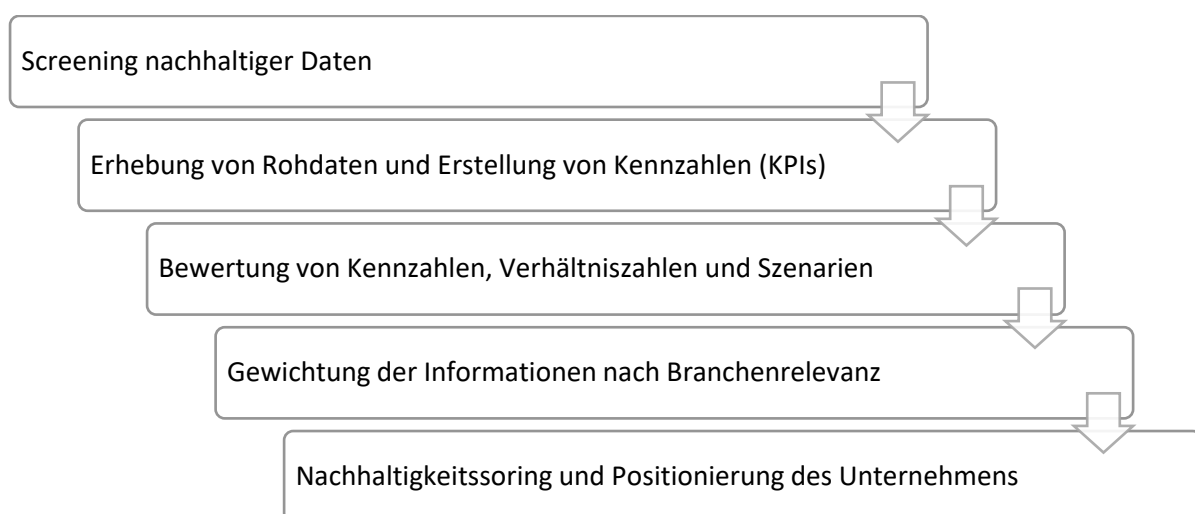 Screening nachhaltiger Daten
Erhebung von Rohdaten und Erstellung von Kennzahlen (KPIs)
Bewertung von Kennzahlen, Verhältniszahlen und Szenarien
Gewichtung der Informationen nach Branchenrelevanz
Nachhaltigkeitssoring und Positionierung des Unternehmens